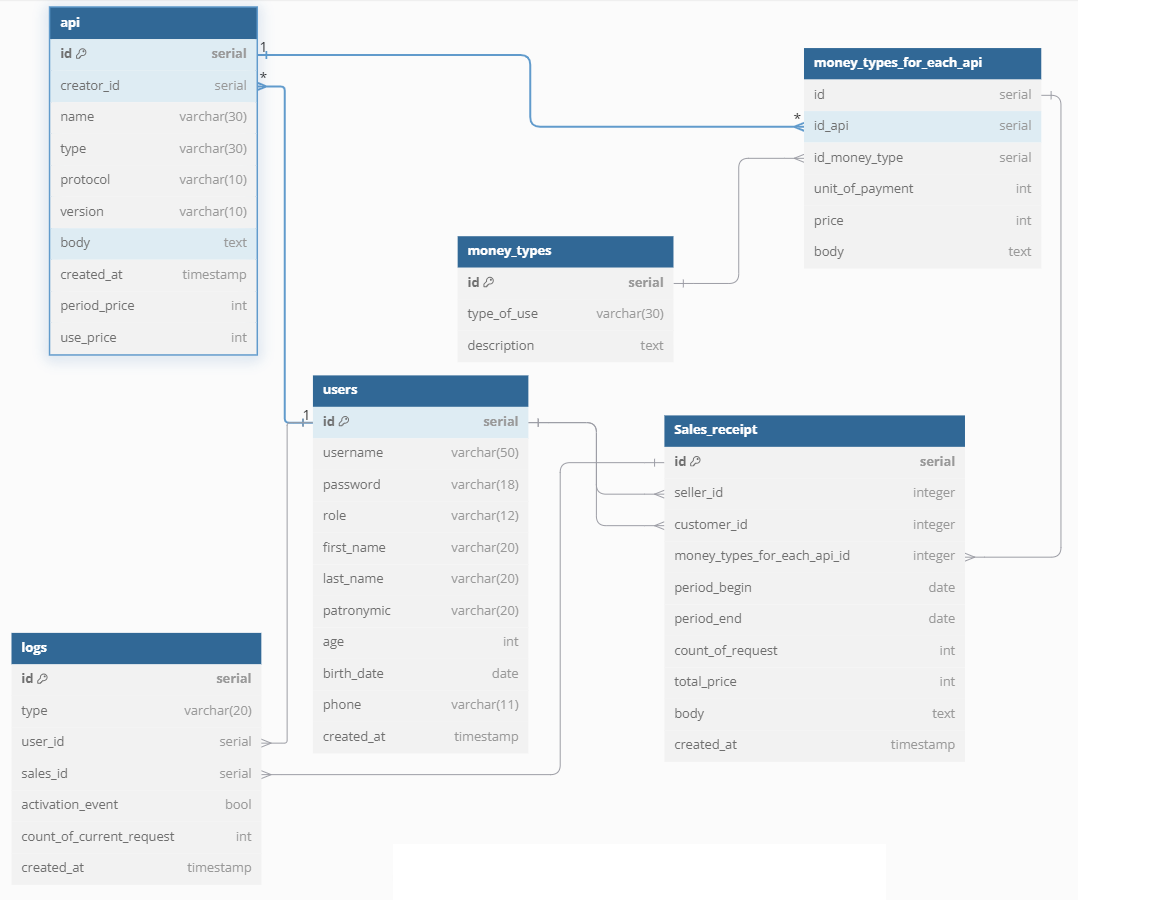 api
id serial
creator_id serial
name varchar(30)
type varchar(30)
protocol varchar(10)
version varchar(10)
body text
created_at timestamp
period_price int
use_price int
1
*
money_types_for_each_api
id serial
*
id_api serial
id_money_type serial
unit_of_payment int
price int
body text
money_types
id serial
type_of_use varchar(30)
description text
users
1
id serial
username varchar(50)
password varchar(18)
role varchar(12)
first_name varchar(20)
last_name varchar(20)
patronymic varchar(20)
age int
birth_date date
phone varchar(11)
created_at timestamp
Sales_receipt
id serial
seller_id integer
customer_id integer
money_types_for_each_api_id integer
period_begin date
period_end date
count_of_request int
total_price int
body text
created_at timestamp
logs
id serial
type varchar(20)
user_id serial
sales_id serial
activation_event bool
count_of_current_request int
created_at timestamp